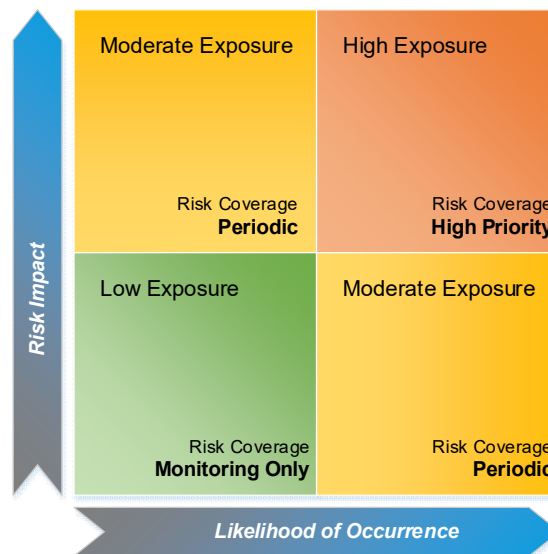 Moderate Exposure
High Exposure
Risk Coverage
Periodic
Risk Coverage
High Priority
Risk Impact
Low Exposure
Moderate Exposure
Risk Coverage
Monitoring Only
Risk Coverage
Periodic
Likelihood of Occurrence